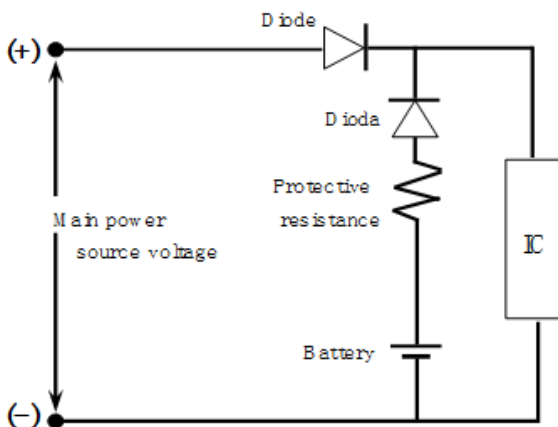 Diode
(+)
Dioda
Protective
resistance
Main power
source voltage
IC
Battery
(−)